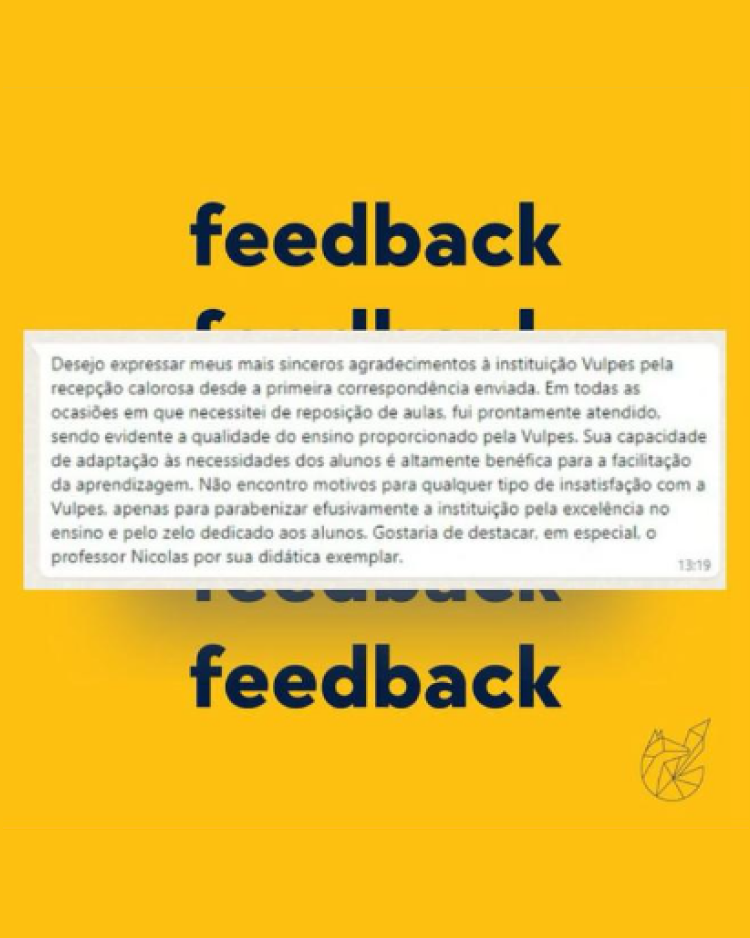 feedback
feedback
Desejo expressar meus mais sinceros agradecimentos à instituição Vulpes pela
recepção calorosa desde a primeira correspondência enviada. Em todas as
ocasiões em que necessitei de reposição de aulas, fui prontamente atendido,
sendo evidente a qualidade do ensino proporcionado pela Vulpes. Sua capacidade
de adaptação às necessidades dos alunos é altamente benéfica para a facilitação
da aprendizagem. Não encontro motivos para qualquer tipo de insatisfação com a
Vulpes, apenas para parabenizar efusivamente a instituição pela excelência no
ensino e pelo zelo dedicado aos alunos. Gostaria de destacar, em especial, o
professor Nicolas por sua didática exemplar.
13:19
feedback
feedback